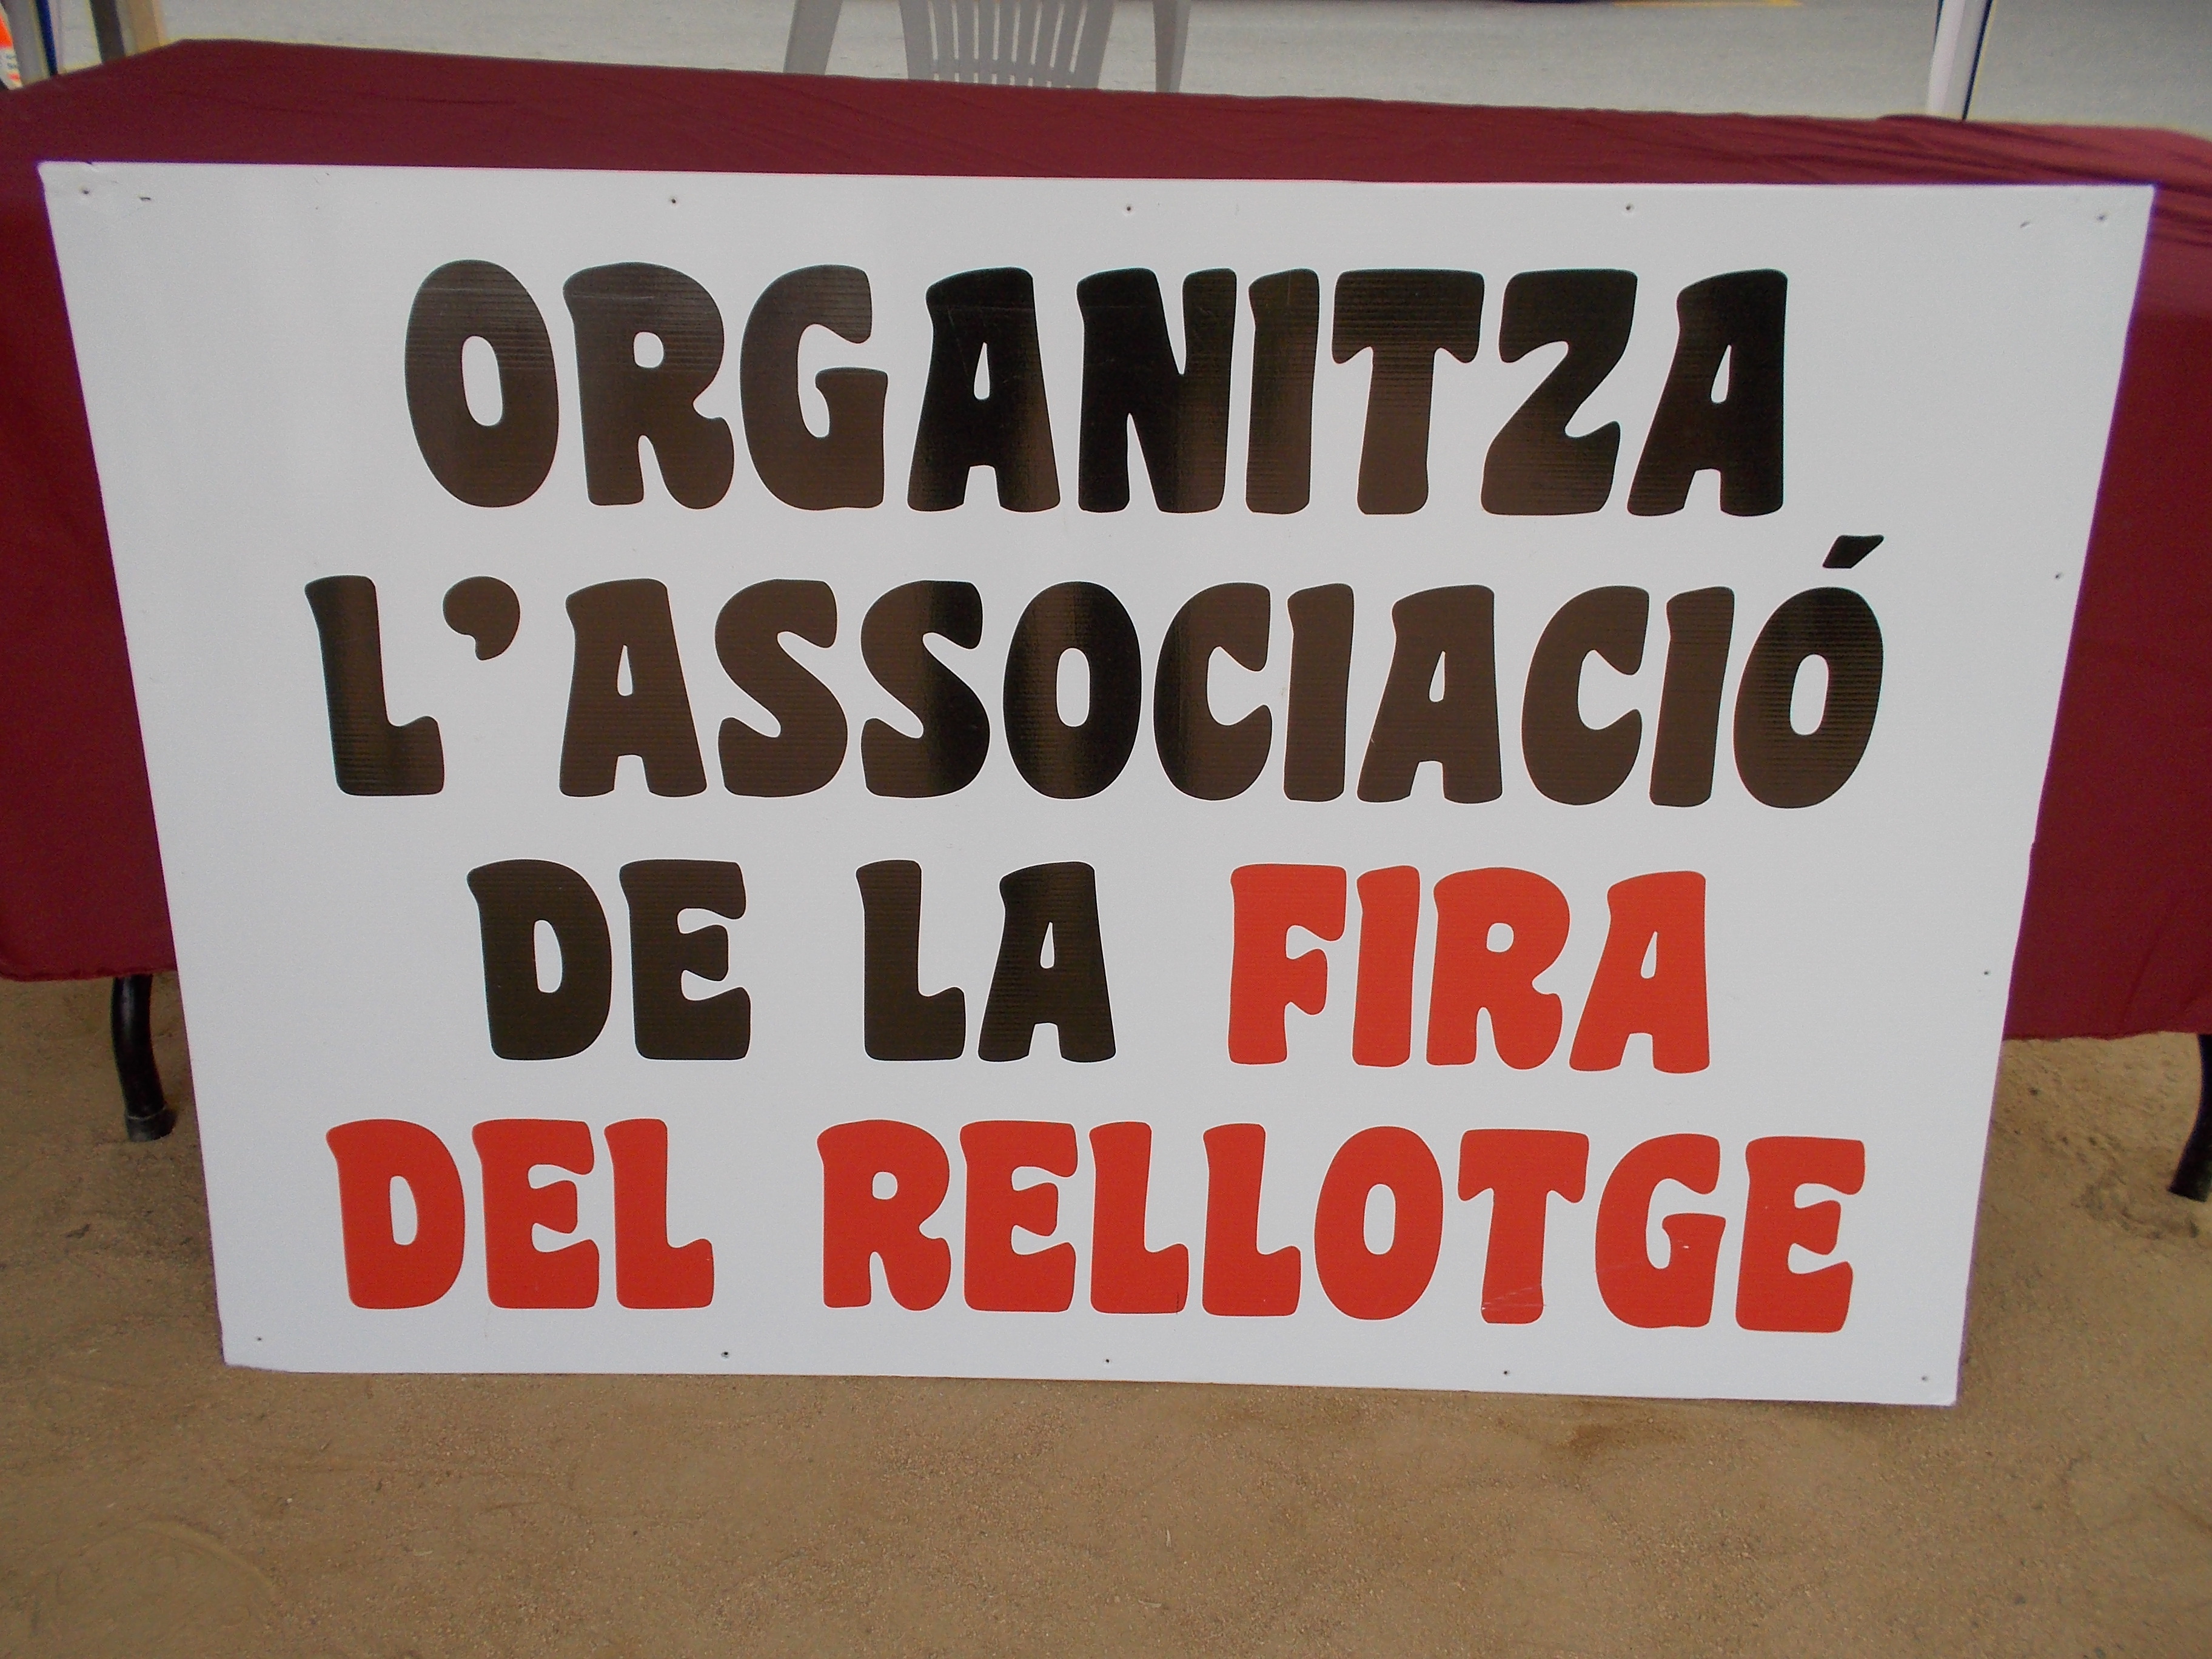 ORGANITZA
L'ASSOCIACIÓ
DE LA FIRA
DEL RELLOTGE